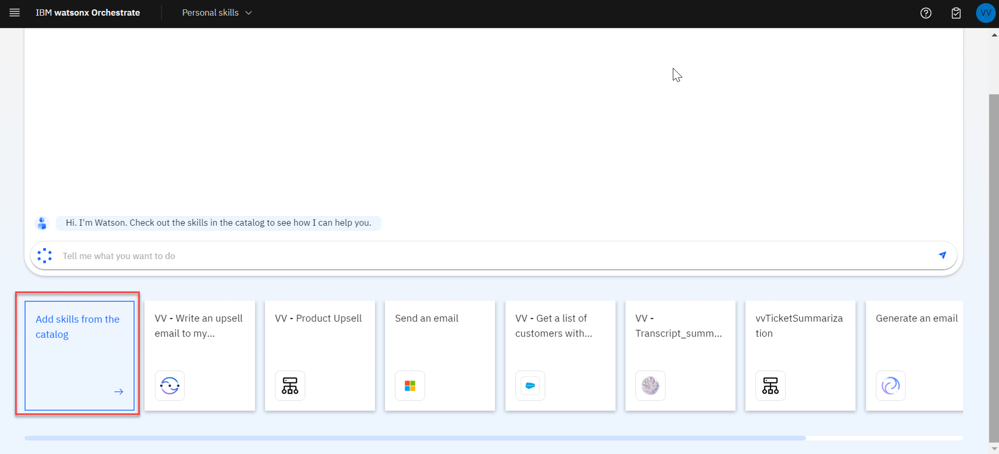 IBM watsonx Orchestrate
Personal skills
VV
Hi. I'm Watson. Check out the skills in the catalog to see how I can help you.
Tell me what you want to do
Add skills from the
catalog
VV - Write an upsell
email to my...
VV - Product Upsell
Send an email
VV - Get a list of
customers with...
VV -
Transcript_summ...
vvTicketSummariza
tion
Generate an email